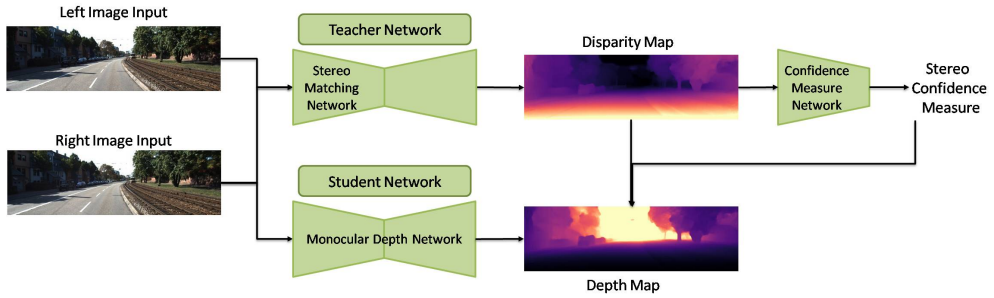 Left Image Input
Teacher Network
Stereo
Matching
Network
Disparity Map
Confidence
Measure
Network
Stereo
Confidence
Measure
Right Image Input
Student Network
Monocular Depth Network
Depth Map